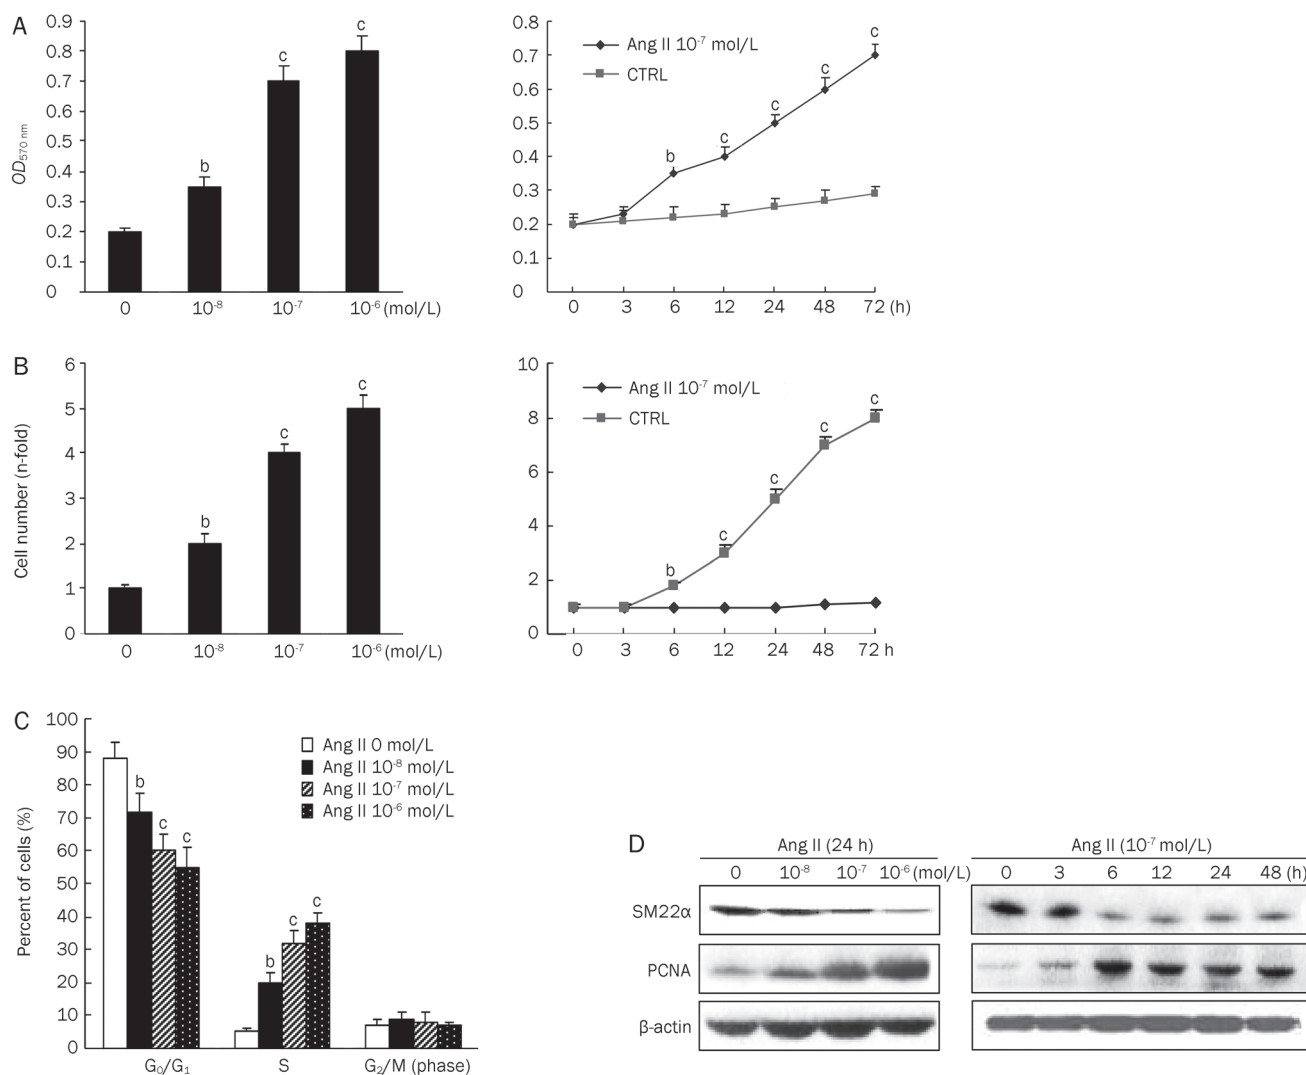 A
OD570 nm
0.9
0.8
0.7
0.6
0.5
0.4
0.3
0.2
0.1
0
b
c
c
0 10-8 10-7 10-6 (mol/L)
0.8
0.7
0.6
0.5
0.4
0.3
0.2
0.1
0
Ang II 10-7 mol/L
CTRL
b
c
c
c
c
0 3 6 12 24 48 72 (h)
B
Cell number (n-fold)
6
5
4
3
2
1
0
b
c
c
0 10-8 10-7 10-6 (mol/L)
10
8
6
4
2
0
Ang II 10-7 mol/L
CTRL
b
c
c
c
c
0 3 6 12 24 48 72 h
C
Percent of cells (%)
100
90
80
70
60
50
40
30
20
10
0
Ang II 0 mol/L
Ang II 10-8 mol/L
Ang II 10-7 mol/L
Ang II 10-6 mol/L
b
c
c
b
c
c
G0/G1 S G2/M (phase)
D
Ang II (24 h)
0 10-8 10-7 10-6 (mol/L)
Ang II (10-7 mol/L)
0 3 6 12 24 48 (h)
SM22α
PCNA
β-actin